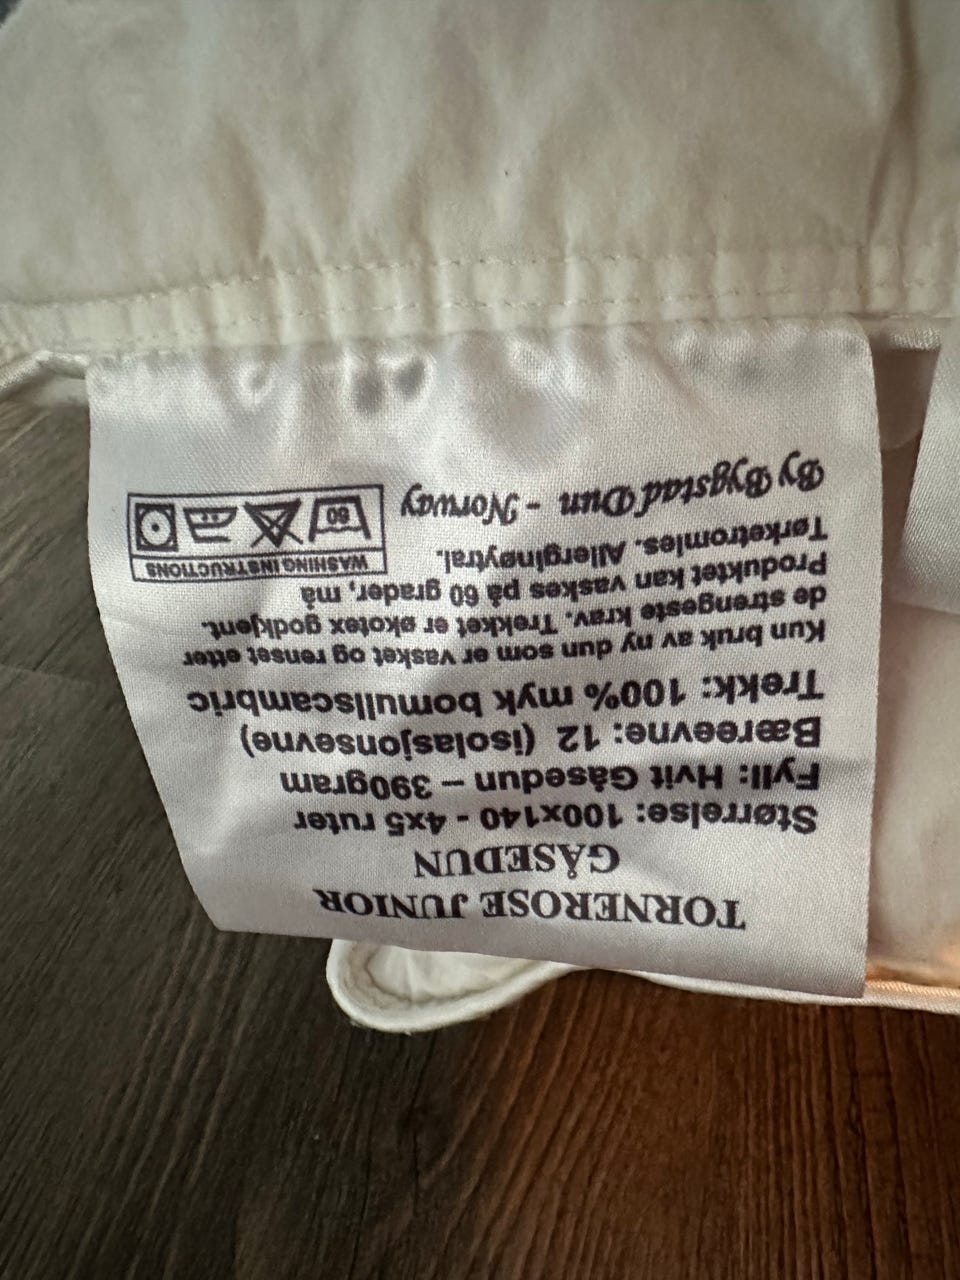 TORNEROSE JUNIOR
GÅSEDUN
Størrelse: 100x140 - 4x5 ruter
Fyll: Hvit Gåsedun – 390gram
Bæreevne: 12 (isolasjonsevne)
Trekk: 100% myk bomullscambric
Kun bruk av ny dun som er vasket og renset etter
de strengeste krav. Trekket er økotex godkjent.
Produktet kan vaskes på 60 grader, må
Tørketromles. Allerginøytral.
By Bygstad Dun - Norway
WASHING INSTRUCTIONS
60